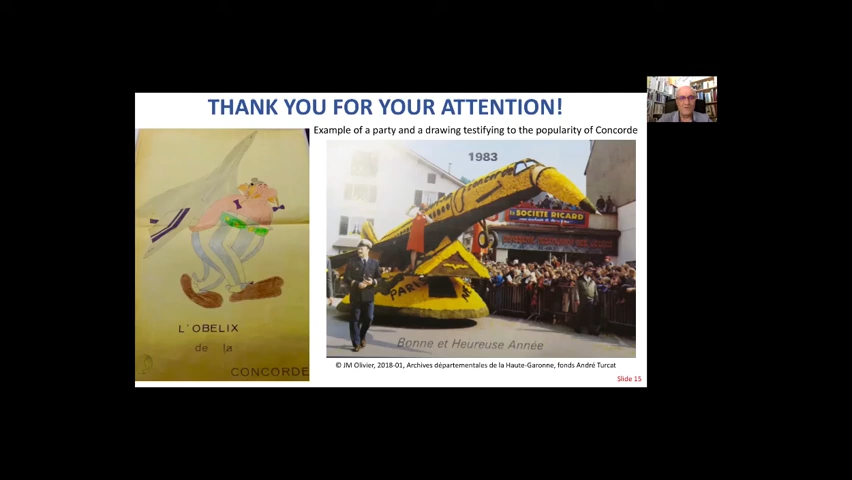 THANK YOU FOR YOUR ATTENTION!
Example of a party and a drawing testifying to the popularity of Concorde
L'OBELIX
de la
CONCORDE
1983
SOCIÉTÉ RICARD
PARI
Bonne et Heureuse Année
© JM Olivier, 2018-01, Archives départementales de la Haute-Garonne, fonds André Turcat
Slide 15